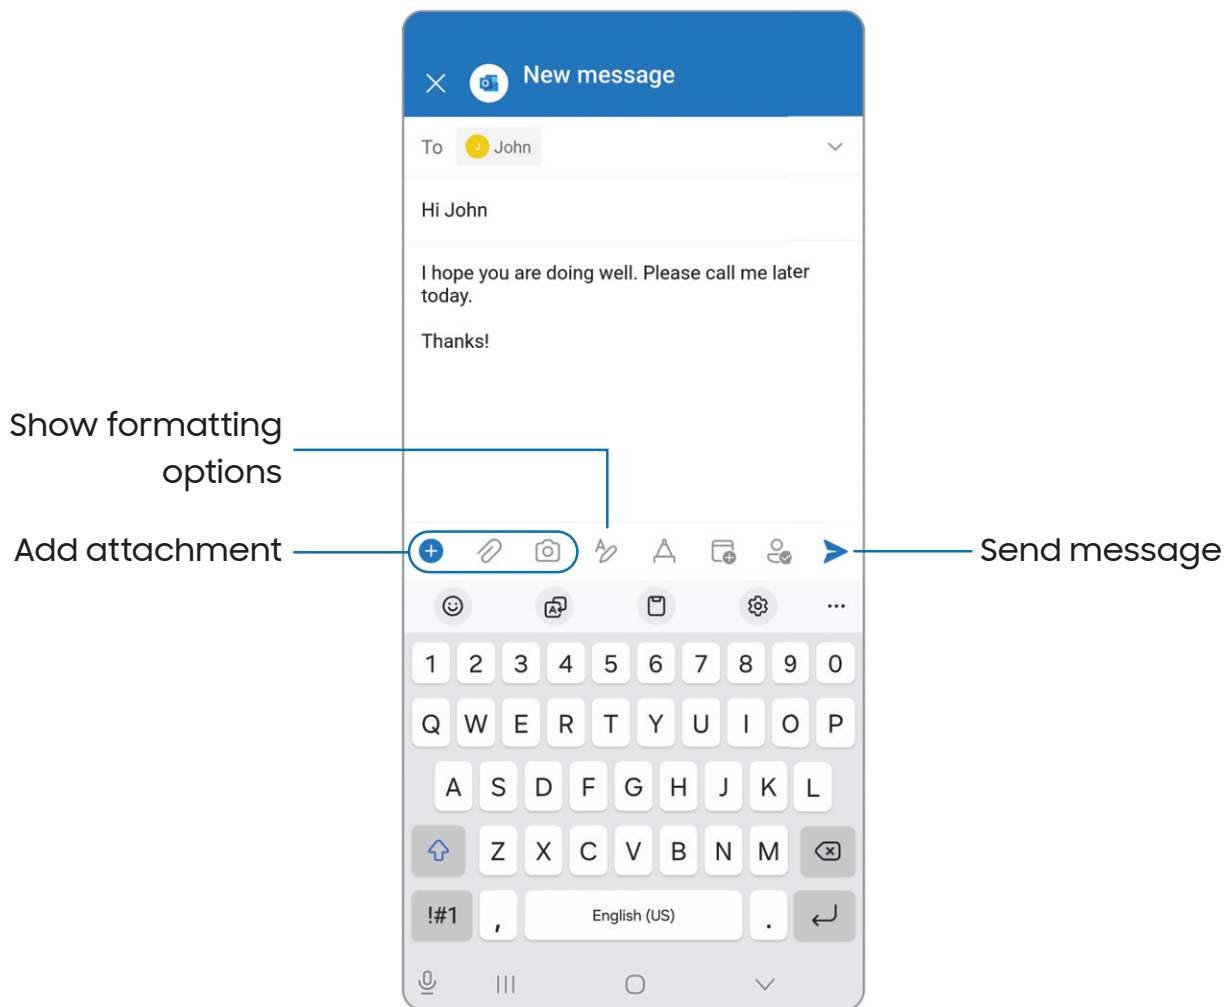 New message
To J John
Hi John
I hope you are doing well. Please call me later
today.
Thanks!
Show formatting
options
Add attachment
Send message
1 2 3 4 5 6 7 8 9 0
Q W E R T Y U I O P
A S D F G H J K L
Z X C V B N M
!#1 , English (US) .